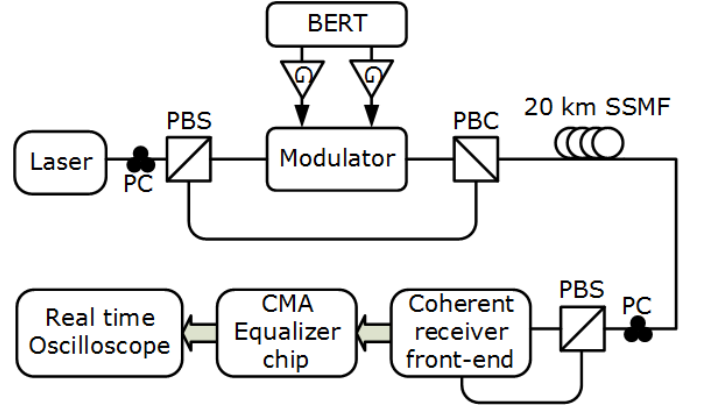 BERT
G G
20 km SSMF
PBS
PBC
Laser
Modulator
PC
PBS
PC
Real time
Oscilloscope
CMA
Equalizer
chip
Coherent
receiver
front-end